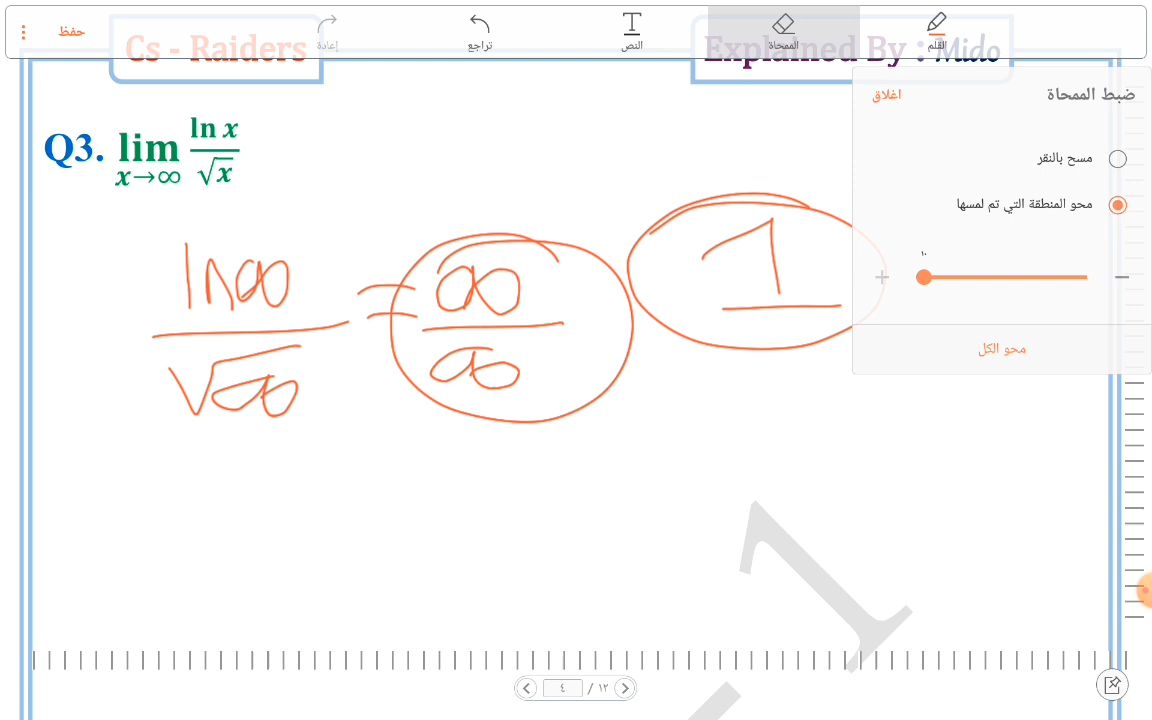 حفظ
إعادة
تراجع
النص
الممحاة
القلم
Cs - Raiders
Explained By : Mido
ضبط الممحاة
اغلاق
مسح بالنقر
محو المنطقة التي تم لمسها
١٠
+ −
محو الكل
Q3. lim x→∞ ln x / √x
ln∞ / √∞ = ∞ / ∞
1
٤ / ١٢
- 1